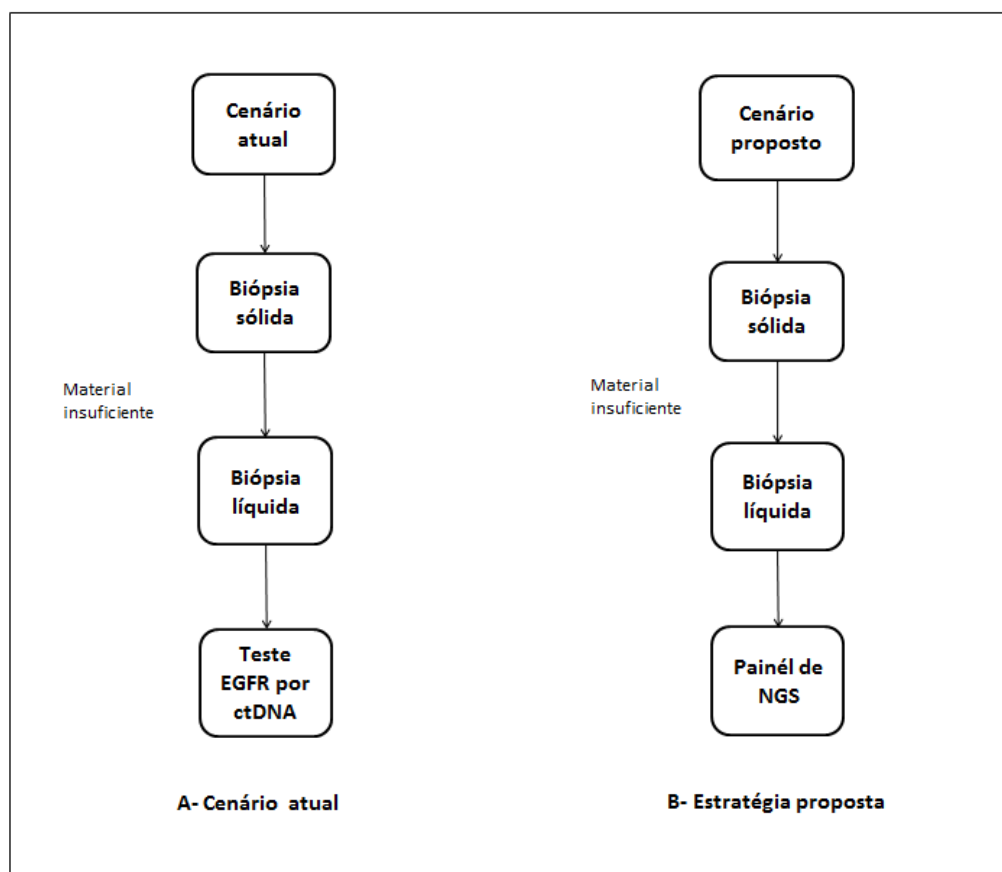 Cenário
atual
Biópsia
sólida
Material
insuficiente
Biópsia
líquida
Teste
EGFR por
ctDNA
A- Cenário atual
Cenário
proposto
Biópsia
sólida
Material
insuficiente
Biópsia
líquida
Painél de
NGS
B- Estratégia proposta